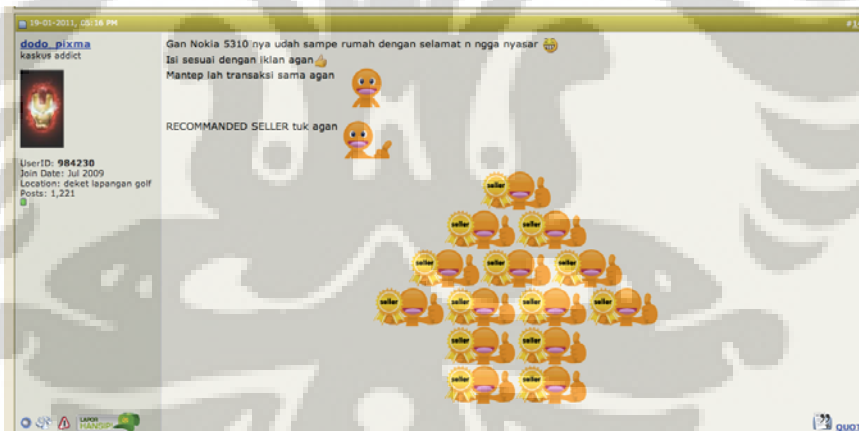 19-01-2011, 05:16 PM
dodo_pixma
kaskus addict
UserID: 984230
Join Date: Jul 2009
Location: deket lapangan golf
Posts: 1,221
Gan Nokia 5310 nya udah sampe rumah dengan selamat n ngga nyasar
Isi sesuai dengan iklan agan
Mantep lah transaksi sama agan
RECOMMANDED SELLER tuk agan
seller
seller seller
seller seller seller
seller seller seller seller
seller seller
seller seller
LAPOR
HANSIP!
QUOT